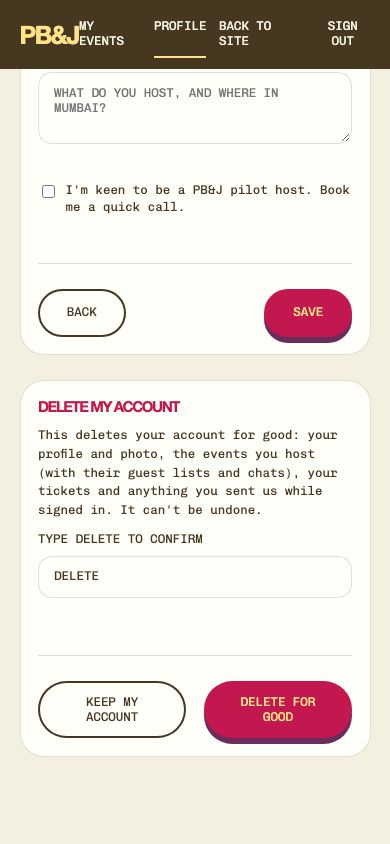 PB&J
MY EVENTS
PROFILE
BACK TO SITE
SIGN OUT
WHAT DO YOU HOST, AND WHERE IN
MUMBAI?
I'm keen to be a PB&J pilot host. Book
me a quick call.
BACK
SAVE
DELETE MY ACCOUNT
This deletes your account for good: your
profile and photo, the events you host
(with their guest lists and chats), your
tickets and anything you sent us while
signed in. It can't be undone.
TYPE DELETE TO CONFIRM
DELETE
KEEP MY
ACCOUNT
DELETE FOR
GOOD